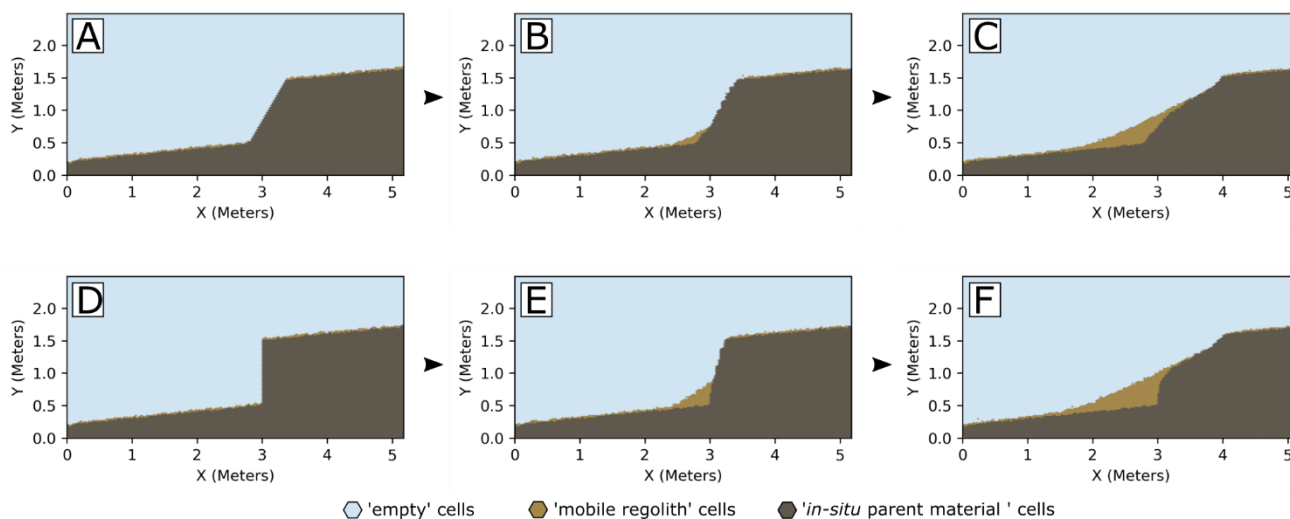 A
B
C
Y (Meters)
2.0
1.5
1.0
0.5
0.0
0 1 2 3 4 5
X (Meters)
Y (Meters)
2.0
1.5
1.0
0.5
0.0
0 1 2 3 4 5
X (Meters)
Y (Meters)
2.0
1.5
1.0
0.5
0.0
0 1 2 3 4 5
X (Meters)
D
E
F
Y (Meters)
2.0
1.5
1.0
0.5
0.0
0 1 2 3 4 5
X (Meters)
Y (Meters)
2.0
1.5
1.0
0.5
0.0
0 1 2 3 4 5
X (Meters)
Y (Meters)
2.0
1.5
1.0
0.5
0.0
0 1 2 3 4 5
X (Meters)
'empty' cells 'mobile regolith' cells 'in-situ parent material ' cells